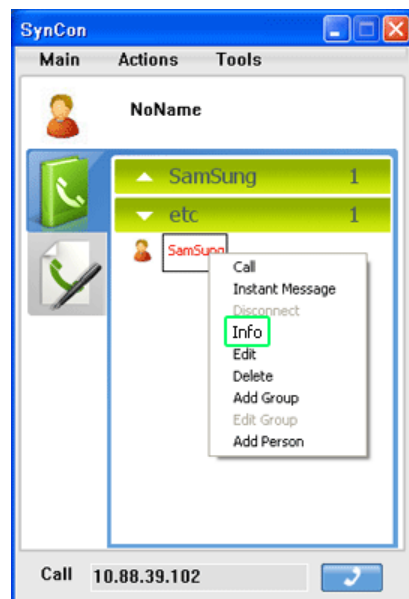 SynCon
Main Actions Tools
NoName
SamSung 1
etc 1
SamSung
Call
Instant Message
Disconnect
Info
Edit
Delete
Add Group
Edit Group
Add Person
Call 10.88.39.102